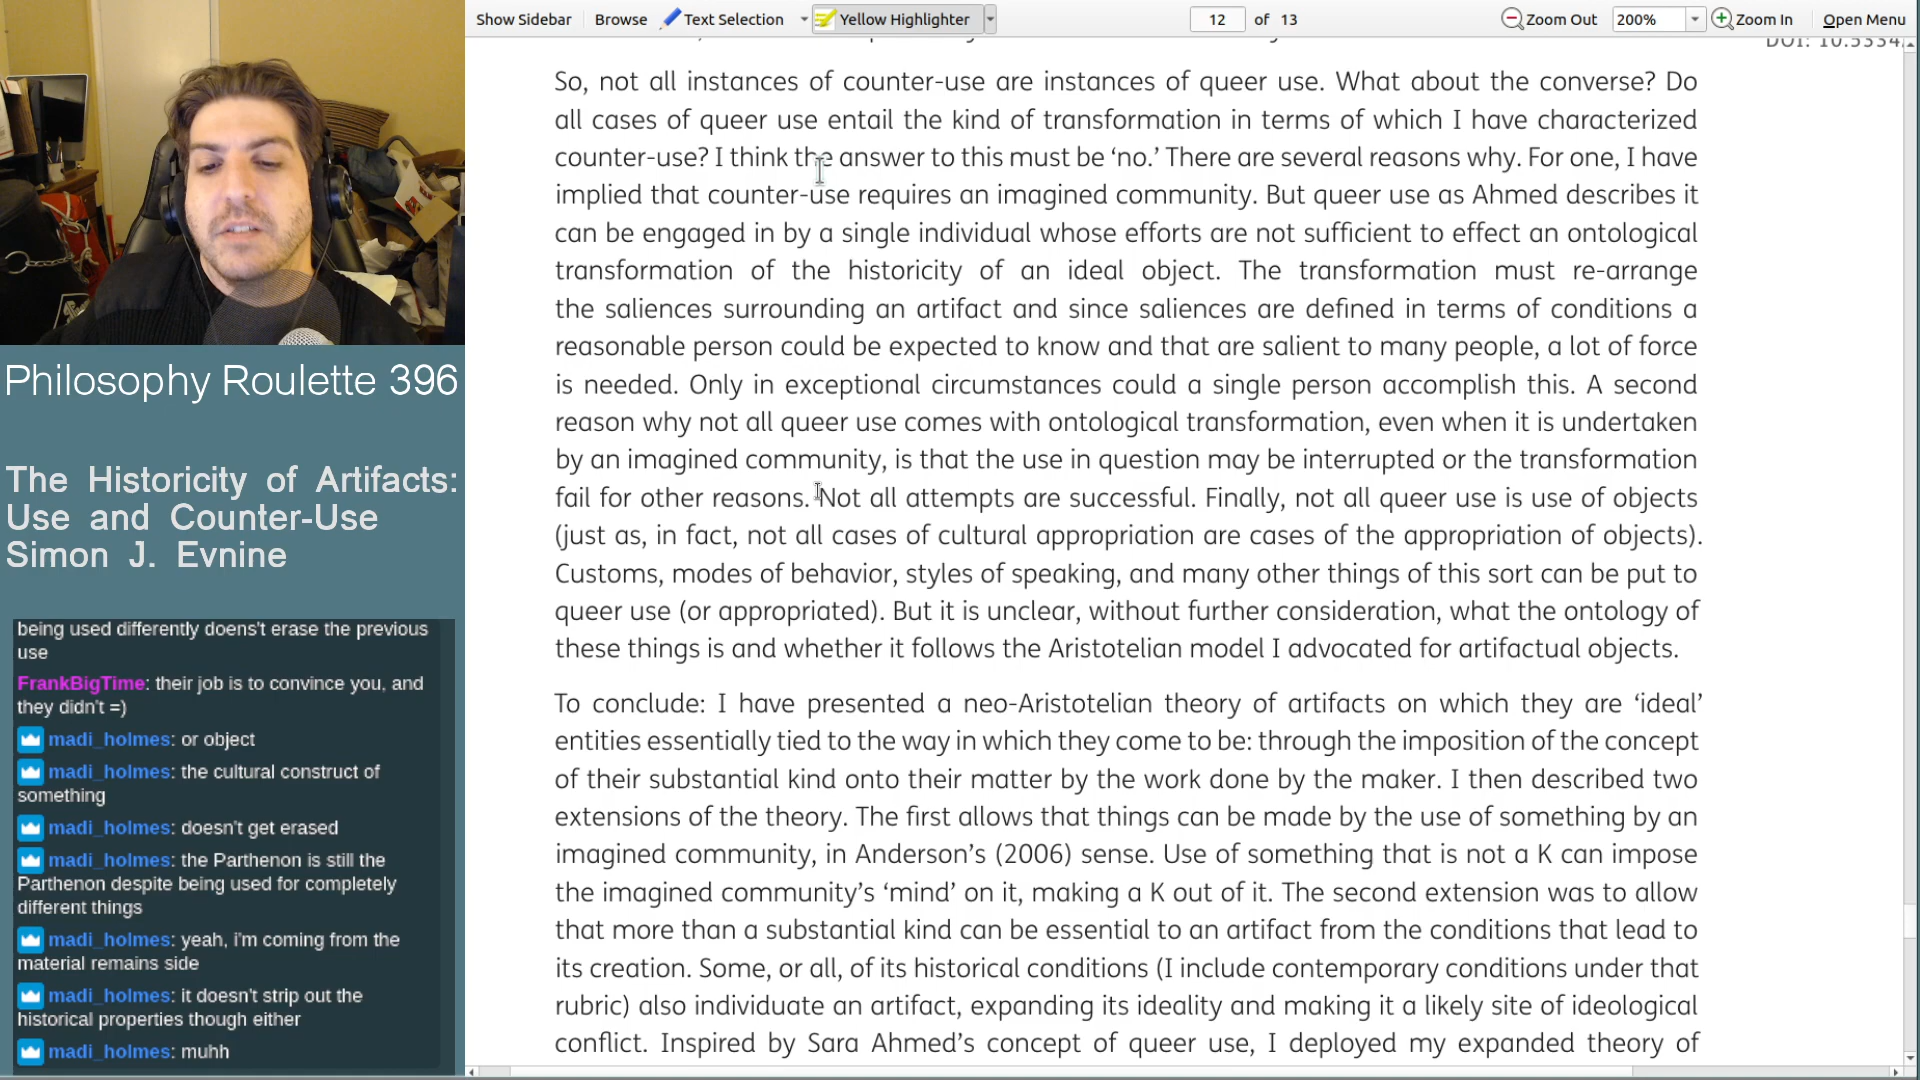 Show Sidebar Browse Text Selection Yellow Highlighter 12 of 13 Zoom Out 200% Zoom In Open Menu
So, not all instances of counter-use are instances of queer use. What about the converse? Do
all cases of queer use entail the kind of transformation in terms of which I have characterized
counter-use? I think the answer to this must be ‘no.’ There are several reasons why. For one, I have
implied that counter-use requires an imagined community. But queer use as Ahmed describes it
can be engaged in by a single individual whose efforts are not sufficient to effect an ontological
transformation of the historicity of an ideal object. The transformation must re-arrange
the saliences surrounding an artifact and since saliences are defined in terms of conditions a
reasonable person could be expected to know and that are salient to many people, a lot of force
is needed. Only in exceptional circumstances could a single person accomplish this. A second
reason why not all queer use comes with ontological transformation, even when it is undertaken
by an imagined community, is that the use in question may be interrupted or the transformation
fail for other reasons. Not all attempts are successful. Finally, not all queer use is use of objects
(just as, in fact, not all cases of cultural appropriation are cases of the appropriation of objects).
Customs, modes of behavior, styles of speaking, and many other things of this sort can be put to
queer use (or appropriated). But it is unclear, without further consideration, what the ontology of
these things is and whether it follows the Aristotelian model I advocated for artifactual objects.
To conclude: I have presented a neo-Aristotelian theory of artifacts on which they are ‘ideal’
entities essentially tied to the way in which they come to be: through the imposition of the concept
of their substantial kind onto their matter by the work done by the maker. I then described two
extensions of the theory. The first allows that things can be made by the use of something by an
imagined community, in Anderson’s (2006) sense. Use of something that is not a K can impose
the imagined community’s ‘mind’ on it, making a K out of it. The second extension was to allow
that more than a substantial kind can be essential to an artifact from the conditions that lead to
its creation. Some, or all, of its historical conditions (I include contemporary conditions under that
rubric) also individuate an artifact, expanding its ideality and making it a likely site of ideological
conflict. Inspired by Sara Ahmed’s concept of queer use, I deployed my expanded theory of
Philosophy Roulette 396
The Historicity of Artifacts:
Use and Counter-Use
Simon J. Evnine
being used differently doens't erase the previous
use
FrankBigTime: their job is to convince you, and
they didn't =)
madi_holmes: or object
madi_holmes: the cultural construct of
something
madi_holmes: doesn't get erased
madi_holmes: the Parthenon is still the
Parthenon despite being used for completely
different things
madi_holmes: yeah, i'm coming from the
material remains side
madi_holmes: it doesn't strip out the
historical properties though either
madi_holmes: muhh